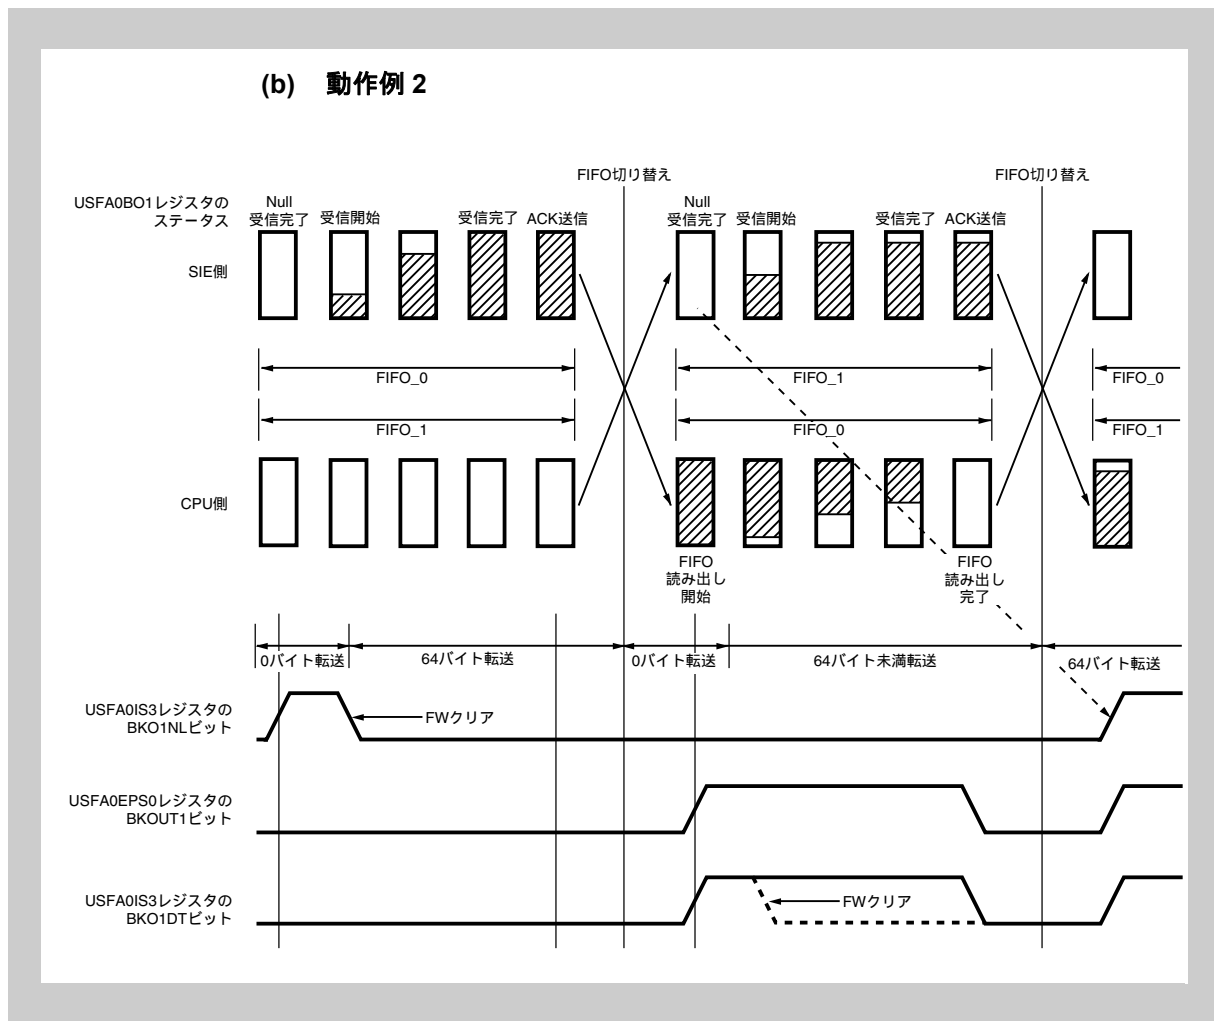 (b) 動作例 2
FIFO切り替え
FIFO切り替え
USFA0BO1レジスタの
ステータス
Null
受信完了
受信開始
受信完了
ACK送信
Null
受信完了
受信開始
受信完了
ACK送信
SIE側
FIFO_0
FIFO_1
FIFO_0
FIFO_1
FIFO_0
FIFO_1
CPU側
FIFO
読み出し
開始
FIFO
読み出し
完了
0バイト転送
64バイト転送
0バイト転送
64バイト未満転送
64バイト転送
USFA0IS3レジスタの
BKO1NLビット
FWクリア
USFA0EPS0レジスタの
BKOUT1ビット
USFA0IS3レジスタの
BKO1DTビット
FWクリア